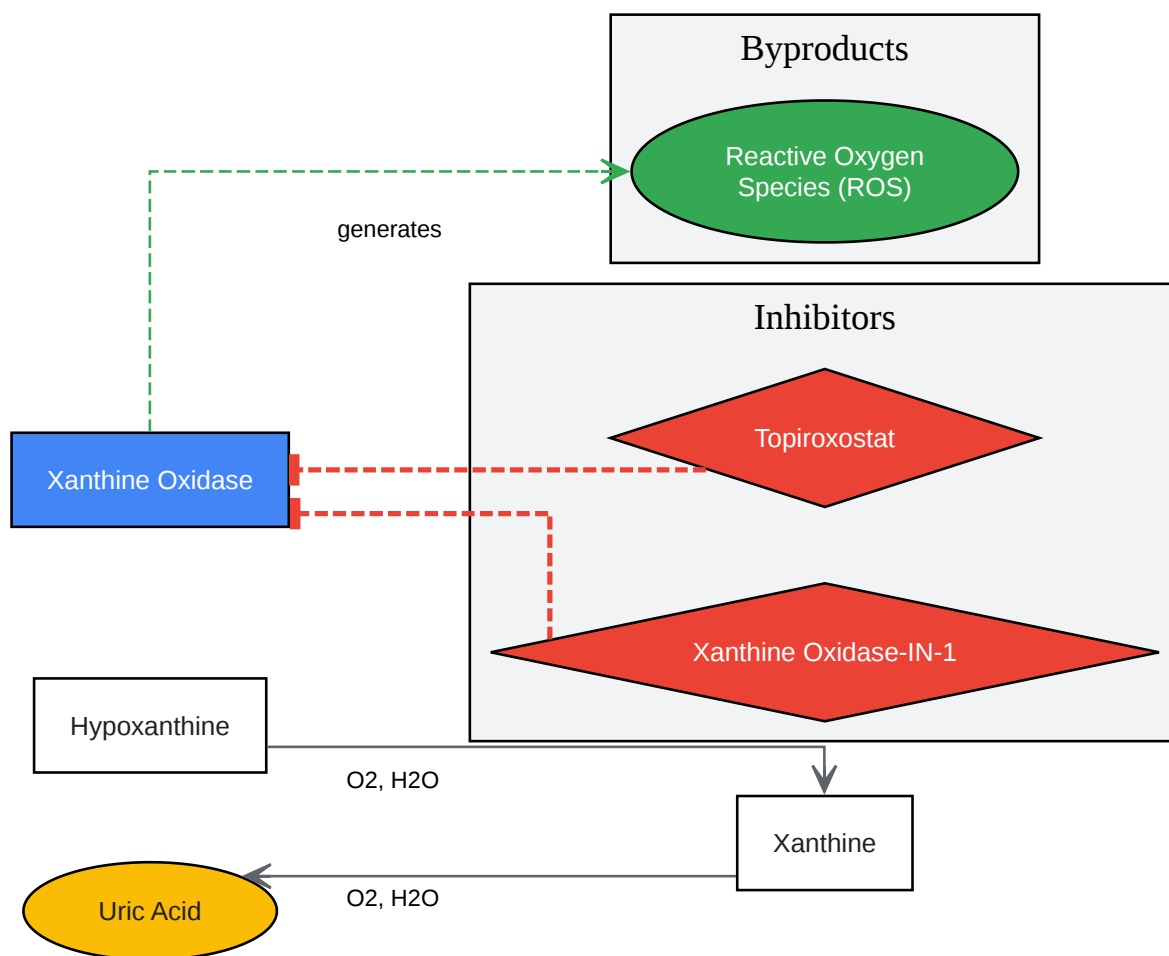 Byproducts
Reactive Oxygen
Species (ROS)
generates
Inhibitors
Topiroxostat
Xanthine Oxidase
Xanthine Oxidase-IN-1
Hypoxanthine
O2, H2O
Xanthine
O2, H2O
Uric Acid